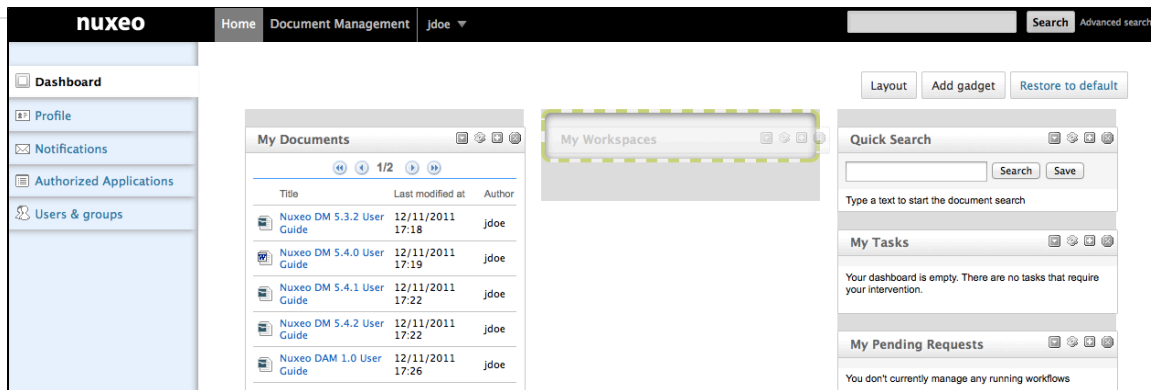 nuxeo
Home Document Management jdoe
Search Advanced search
Dashboard
Profile
Notifications
Authorized Applications
Users & groups
Layout Add gadget Restore to default
My Documents
1/2
Title Last modified at Author
Nuxeo DM 5.3.2 User Guide 12/11/2011 17:18 jdoe
Nuxeo DM 5.4.0 User Guide 12/11/2011 17:19 jdoe
Nuxeo DM 5.4.1 User Guide 12/11/2011 17:22 jdoe
Nuxeo DM 5.4.2 User Guide 12/11/2011 17:22 jdoe
Nuxeo DAM 1.0 User Guide 12/11/2011 17:26 jdoe
My Workspaces
Quick Search
Search Save
Type a text to start the document search
My Tasks
Your dashboard is empty. There are no tasks that require
your intervention.
My Pending Requests
You don't currently manage any running workflows